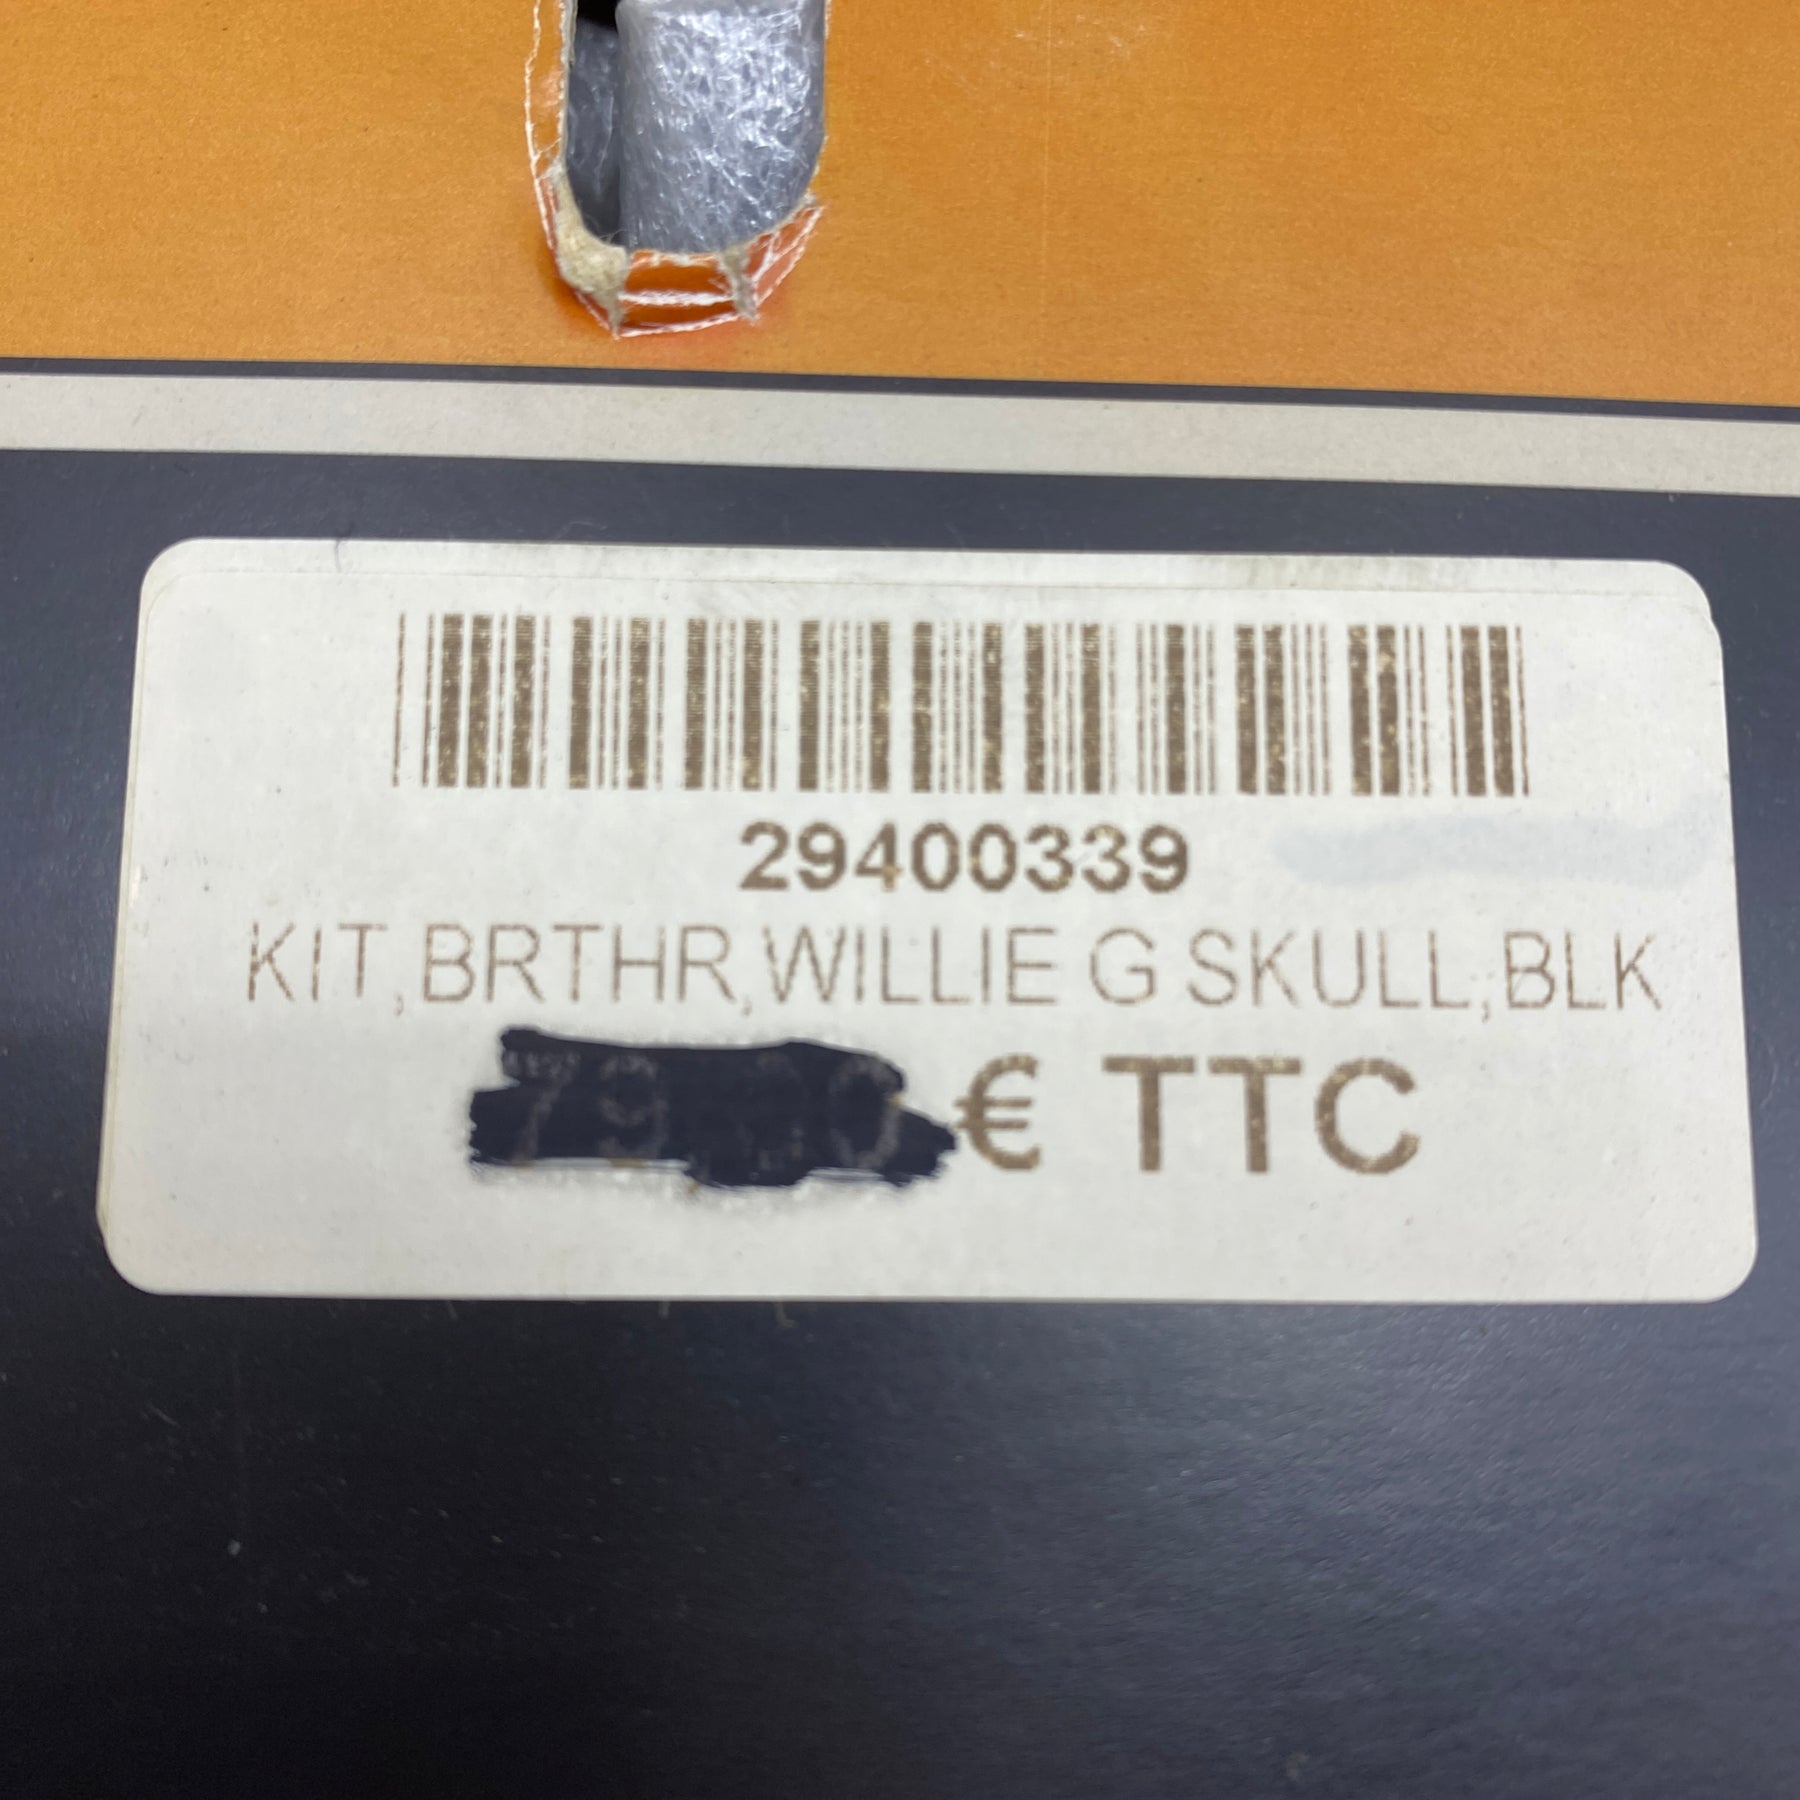 29400339
KIT,BRTHR,WILLIE G SKULL,BLK
€ TTC